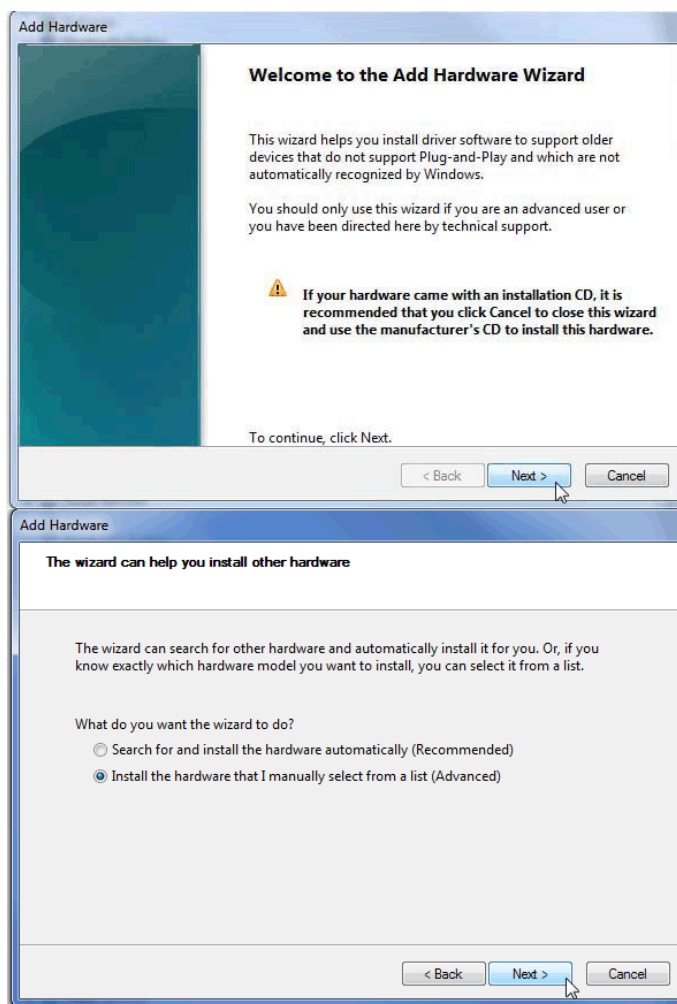 Add Hardware
Welcome to the Add Hardware Wizard
This wizard helps you install driver software to support older
devices that do not support Plug-and-Play and which are not
automatically recognized by Windows.
You should only use this wizard if you are an advanced user or
you have been directed here by technical support.
If your hardware came with an installation CD, it is
recommended that you click Cancel to close this wizard
and use the manufacturer's CD to install this hardware.
To continue, click Next.
< Back Next > Cancel
Add Hardware
The wizard can help you install other hardware
The wizard can search for other hardware and automatically install it for you. Or, if you
know exactly which hardware model you want to install, you can select it from a list.
What do you want the wizard to do?
Search for and install the hardware automatically (Recommended)
Install the hardware that I manually select from a list (Advanced)
< Back Next > Cancel